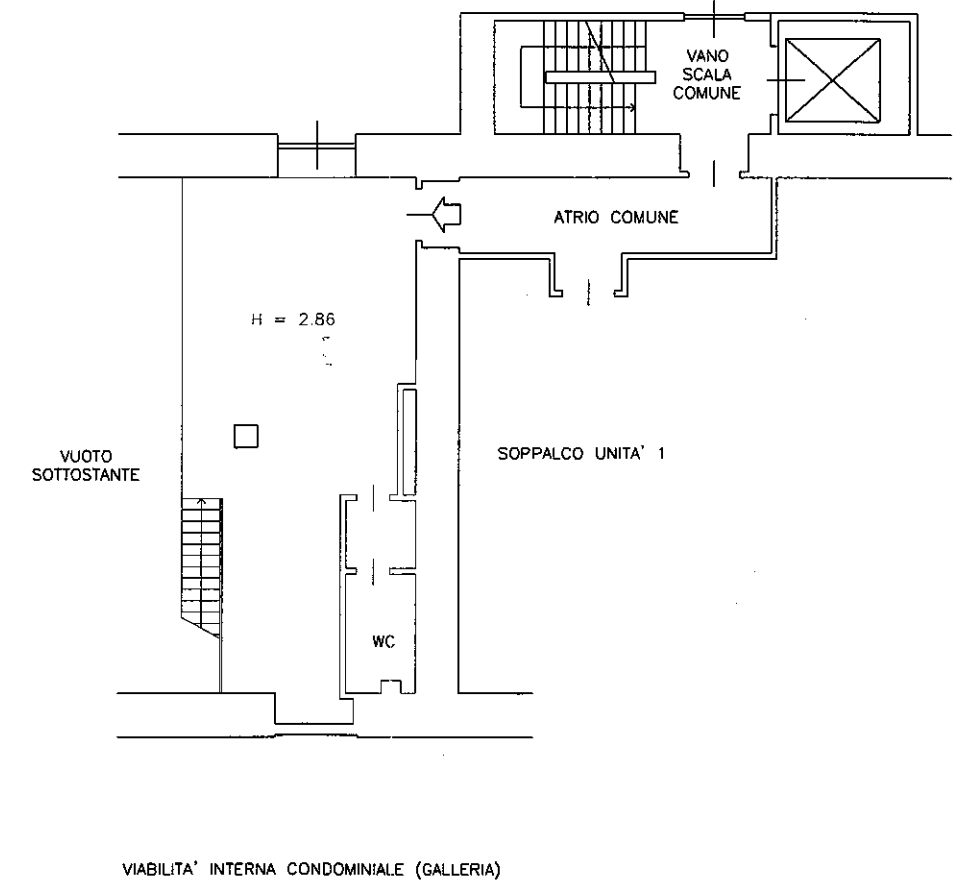 VANO
SCALA
COMUNE
ATRIO COMUNE
H = 2.86
SOPPALCO UNITA' 1
VUOTO
SOTTOSTANTE
WC
VIABILITA' INTERNA CONDOMINIALE (GALLERIA)